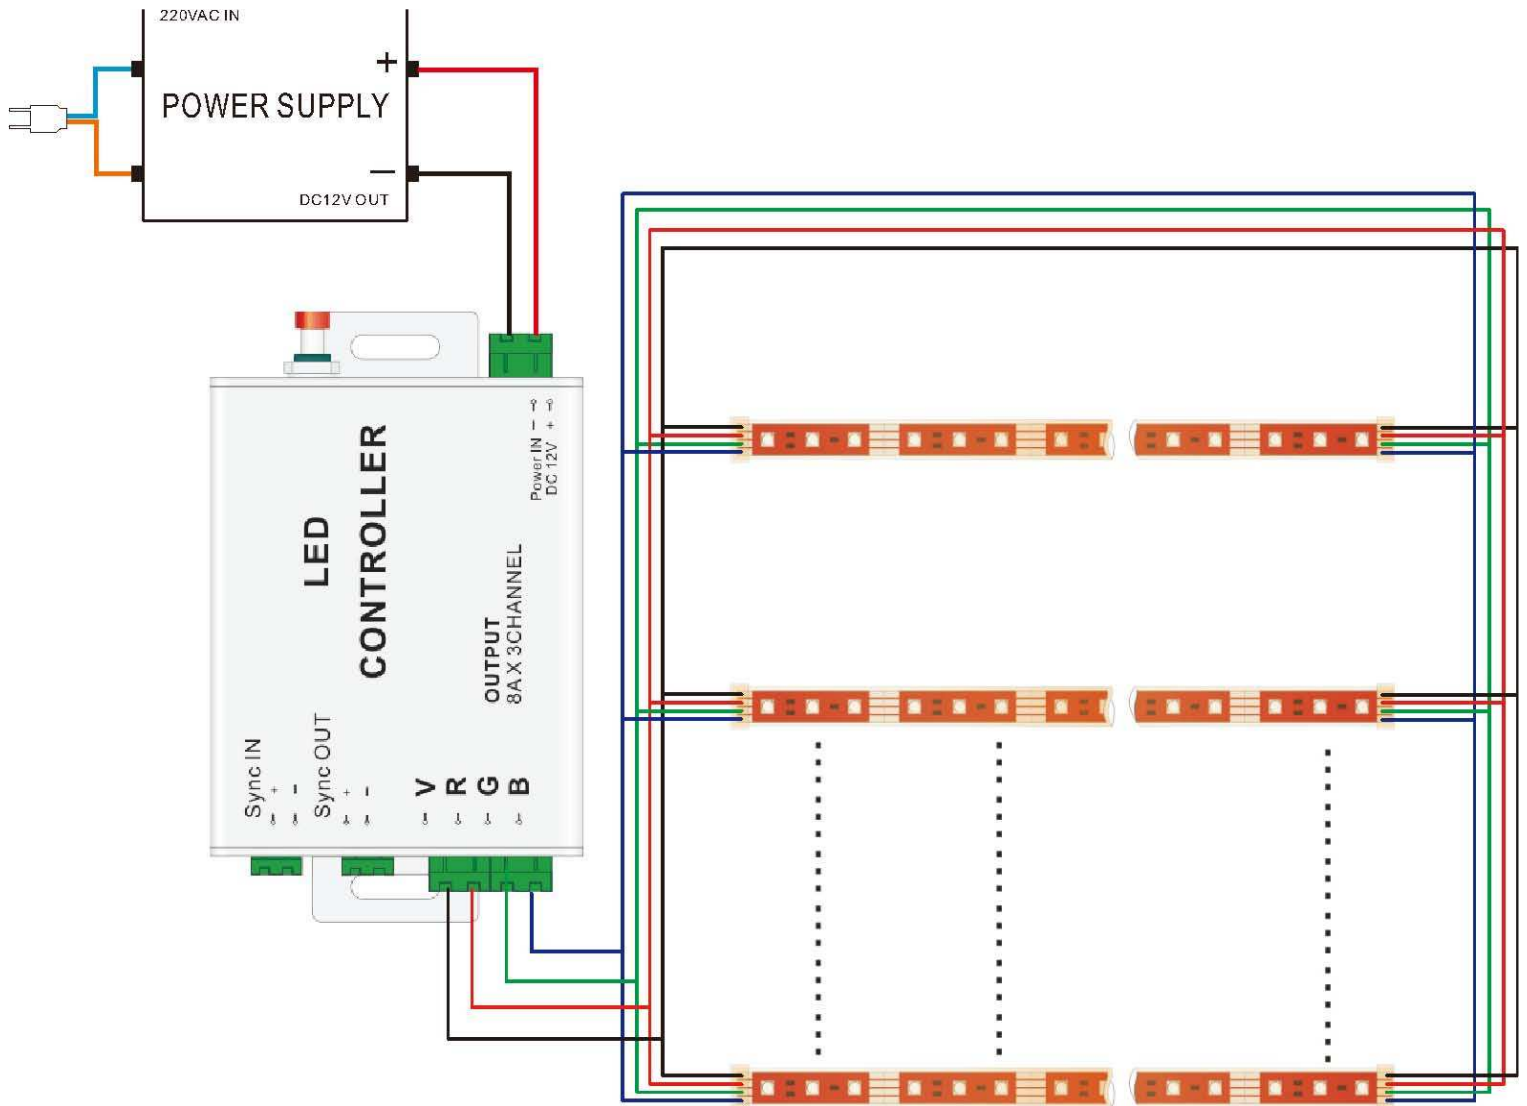 220VAC IN
+
POWER SUPPLY
−
DC12V OUT
Power IN −
DC 12V +
LED
CONTROLLER
OUTPUT
8A X 3CHANNEL
Sync IN
+
−
Sync OUT
+
−
V
R
G
B